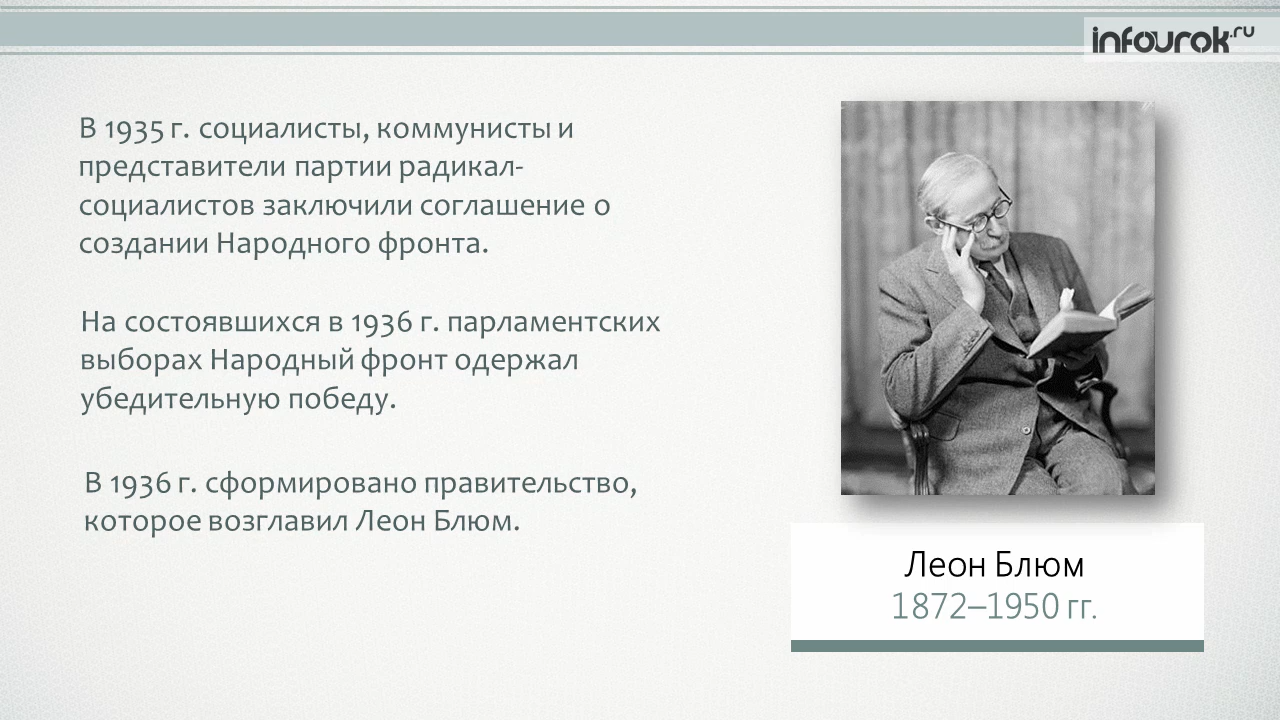 infourok.ru
В 1935 г. социалисты, коммунисты и
представители партии радикал-
социалистов заключили соглашение о
создании Народного фронта.
На состоявшихся в 1936 г. парламентских
выборах Народный фронт одержал
убедительную победу.
В 1936 г. сформировано правительство,
которое возглавил Леон Блюм.
Леон Блюм
1872–1950 гг.